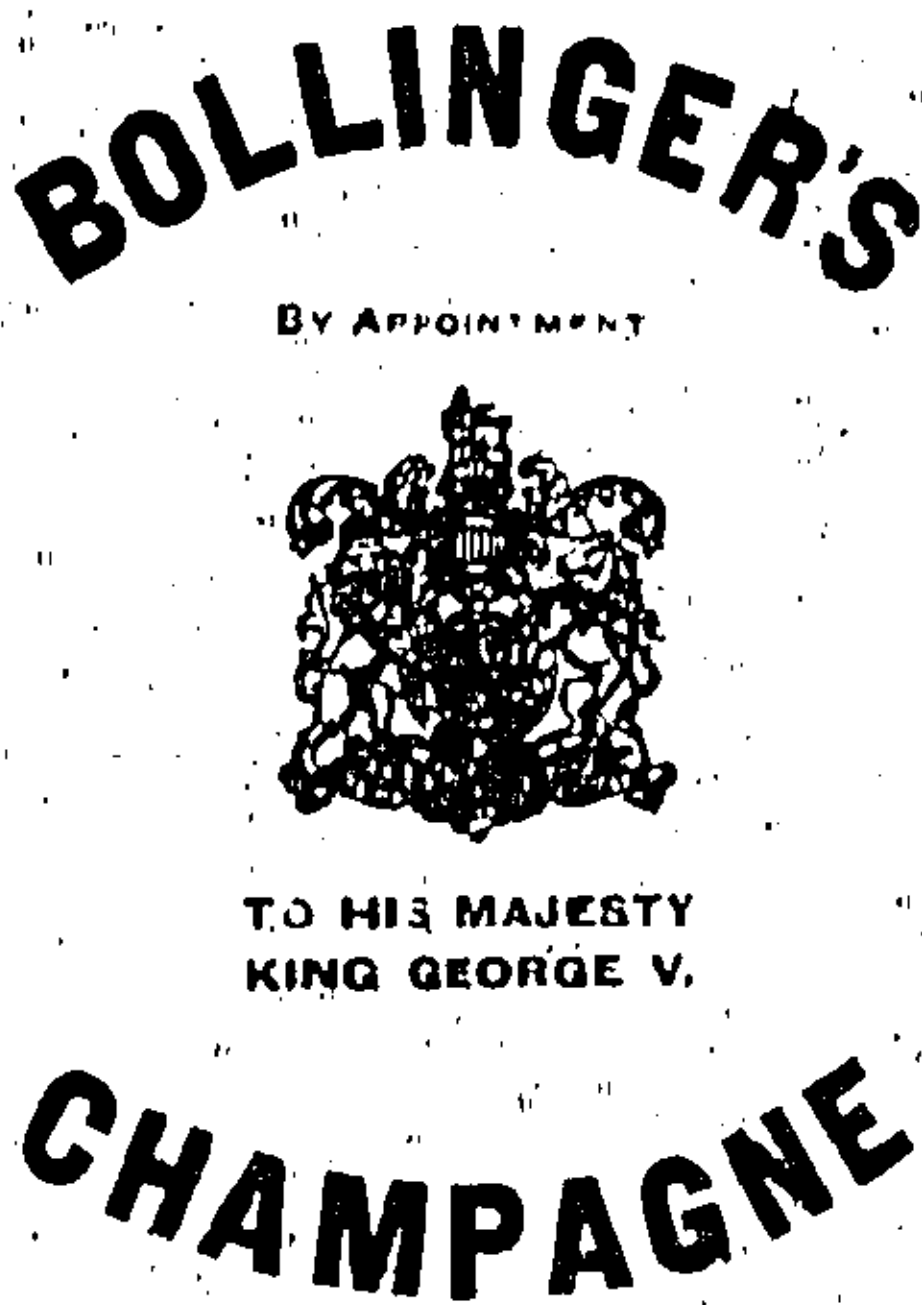 BOLLINGER'S
BY APPOINTMENT
TO HIS MAJESTY
KING GEORGE V.
CHAMPAGNE